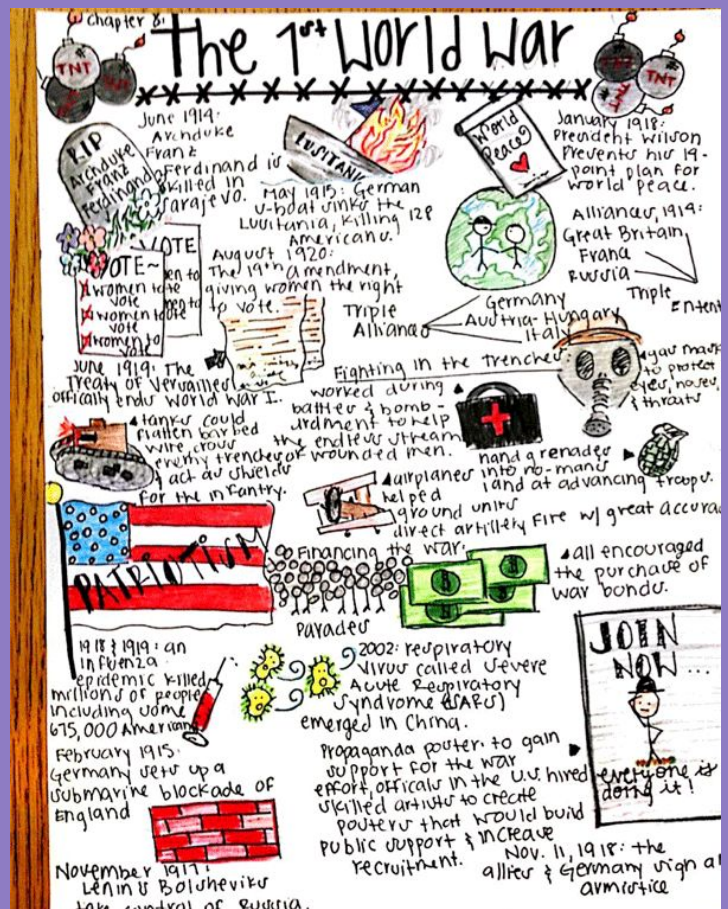 Chapter 8:
The 1st World War
TNT
TNT
TNT
June 1914:
Archduke
Franz
Ferdinand is
killed in
Sarajevo.
RIP
Archduke
Franz
Ferdinand
LUSITANIA
May 1915: German
U-boat sinks the
Lusitania, killing 128
Americans.
World
Peace?
January 1918:
President Wilson
Presents his 14-
point plan for
world peace.
Alliances, 1914:
Great Britain
France
Russia
Triple
Entent
VOTE
VOTE~
women to
vote
women to
vote
women to
vote
August 1920:
The 19th amendment,
giving women the right
to vote.
Triple
Alliances
Germany
Austria-Hungary
Italy
June 1919: The
Treaty of Versailles
officially ends World War I.
Fighting in the trenches
worked during
battles & bomb-
ardment to help
the endless stream
of wounded men.
gas mask
to protect
eyes, noses,
& throats
tanks could
flatten barbed
wire, cross
enemy trenches
& act as shields
for the infantry.
hand grenades
into no-mans
land at advancing troops.
airplanes
helped
ground units
direct artillery fire w/ great accura
PATRIOTISM
Financing the war.
Parades
all encouraged
the purchase of
war bonds.
1918 & 1919: an
influenza
epidemic killed
millions of people
including some
675,000 Americans
2002: respiratory
virus called Severe
Acute Respiratory
Syndrome (SARS)
emerged in China.
JOIN
NOW...
everyone is
doing it!
February 1915:
Germany sets up a
submarine blockade of
England
Propaganda poster: to gain
support for the war
effort, officals in the U.S. hired
skilled artists to create
posters that would build
public support & increase
recruitment.
November 1917:
Lenin's Bolsheviks
take control of Russia.
Nov. 11, 1918: the
allies & Germany sign an
armistice